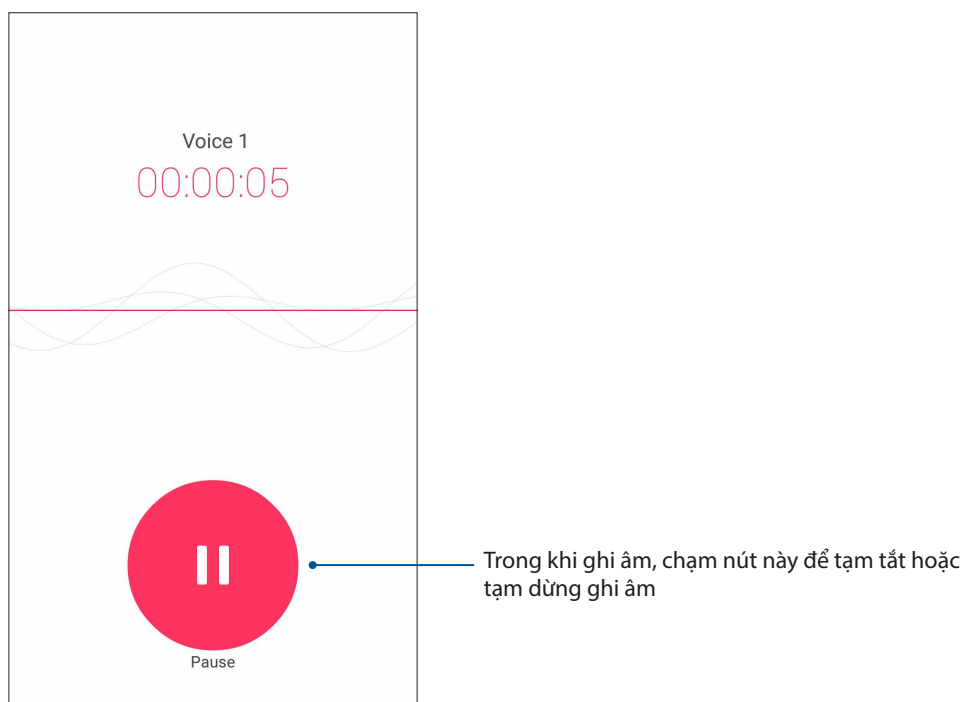 Voice 1
00:00:05
Pause
Trong khi ghi âm, chạm nút này để tạm tắt hoặc
tạm dừng ghi âm